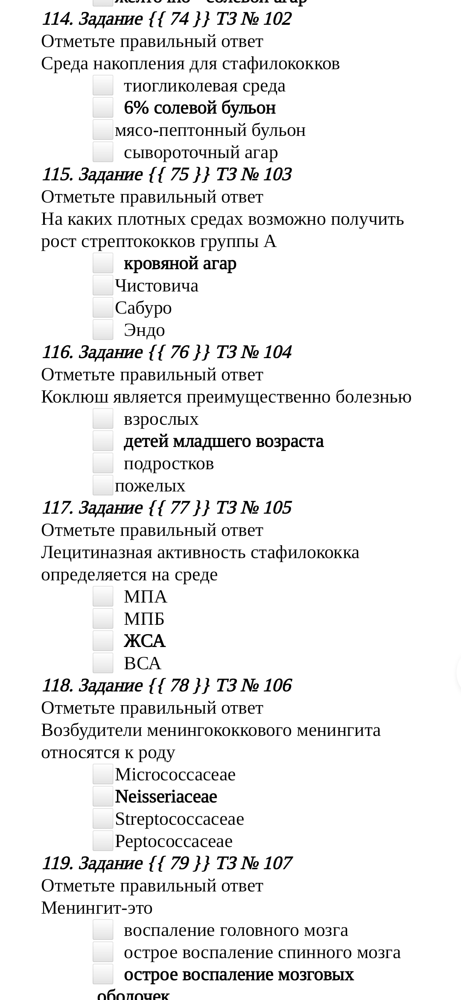 желточно - солевой агар
114. Задание {{ 74 }} ТЗ № 102
Отметьте правильный ответ
Среда накопления для стафилококков
тиогликолевая среда
6% солевой бульон
мясо-пептонный бульон
сывороточный агар
115. Задание {{ 75 }} ТЗ № 103
Отметьте правильный ответ
На каких плотных средах возможно получить
рост стрептококков группы А
кровяной агар
Чистовича
Сабуро
Эндо
116. Задание {{ 76 }} ТЗ № 104
Отметьте правильный ответ
Коклюш является преимущественно болезнью
взрослых
детей младшего возраста
подростков
пожелых
117. Задание {{ 77 }} ТЗ № 105
Отметьте правильный ответ
Лецитиназная активность стафилококка
определяется на среде
МПА
МПБ
ЖСА
ВСА
118. Задание {{ 78 }} ТЗ № 106
Отметьте правильный ответ
Возбудители менингококкового менингита
относятся к роду
Micrococcaceae
Neisseriaceae
Streptococcaceae
Peptococcaceae
119. Задание {{ 79 }} ТЗ № 107
Отметьте правильный ответ
Менингит-это
воспаление головного мозга
острое воспаление спинного мозга
острое воспаление мозговых
оболочек